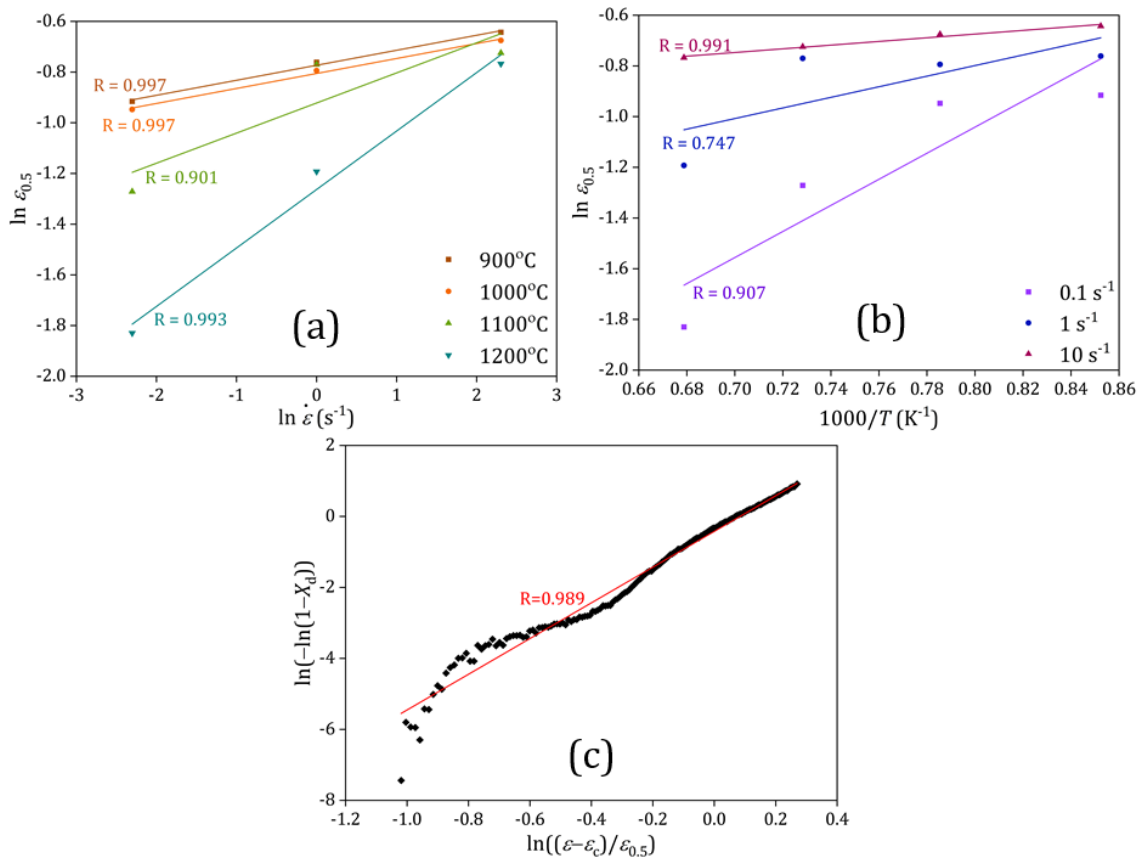 -0.6
-0.8
-1.0
-1.2
-1.4
-1.6
-1.8
-2.0
ln ε0.5
R = 0.997
R = 0.997
R = 0.901
R = 0.993
(a)
900°C
1000°C
1100°C
1200°C
-3 -2 -1 0 1 2 3
ln ε̇ (s⁻¹)
-0.6
-0.8
-1.0
-1.2
-1.4
-1.6
-1.8
-2.0
ln ε0.5
R = 0.991
R = 0.747
R = 0.907
(b)
0.1 s⁻¹
1 s⁻¹
10 s⁻¹
0.66 0.68 0.70 0.72 0.74 0.76 0.78 0.80 0.82 0.84 0.86
1000/T (K⁻¹)
2
0
-2
-4
-6
-8
ln(−ln(1−Xd))
R=0.989
(c)
-1.2 -1.0 -0.8 -0.6 -0.4 -0.2 0.0 0.2 0.4
ln((ε−εc)/ε0.5)